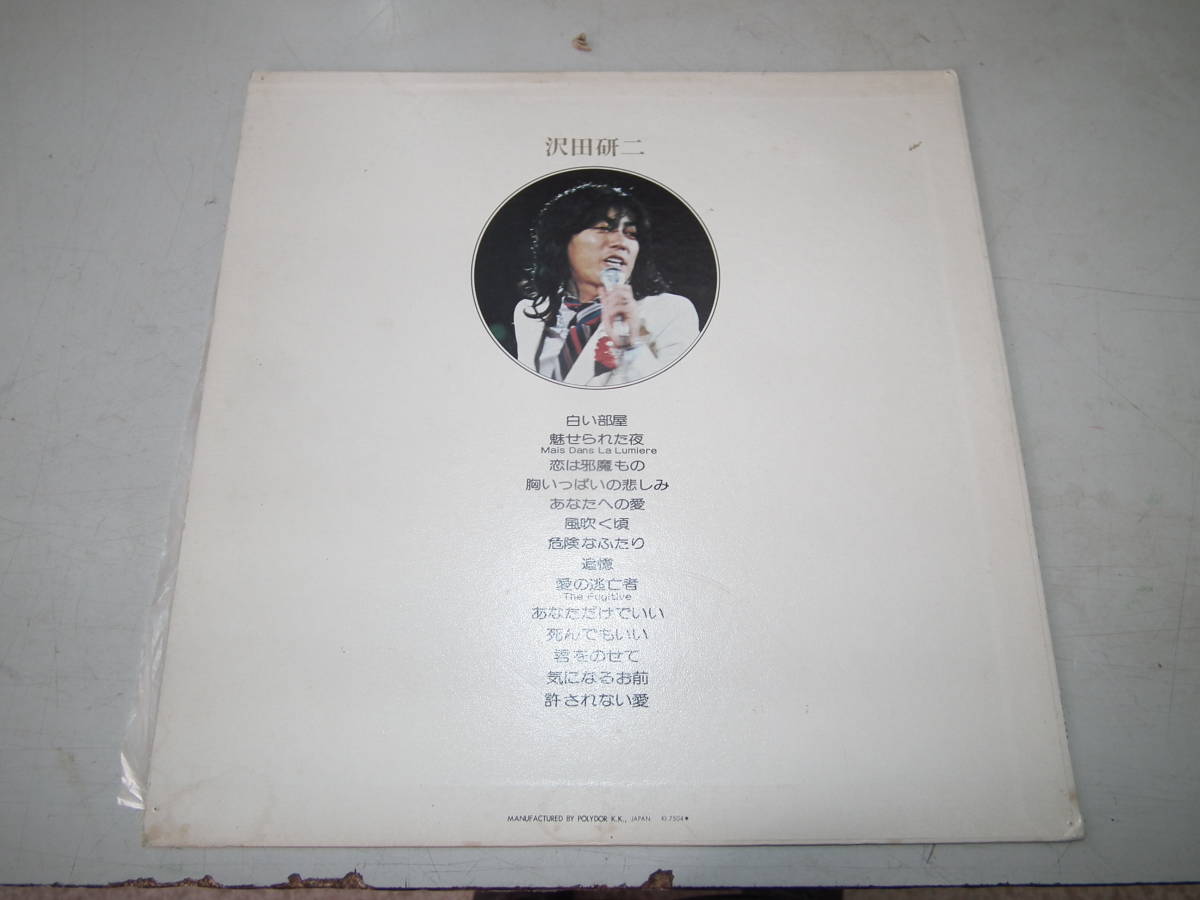 沢田研二
白い部屋
魅せられた夜
Mais Dans La Lumiere
恋は邪魔もの
胸いっぱいの悲しみ
あなたへの愛
風吹く頃
危険なふたり
追憶
愛の逃亡者
The Fugitive
あなただけでいい
死んでもいい
君をのせて
気になるお前
許されない愛
MANUFACTURED BY POLYDOR K.K., JAPAN KI 7504★